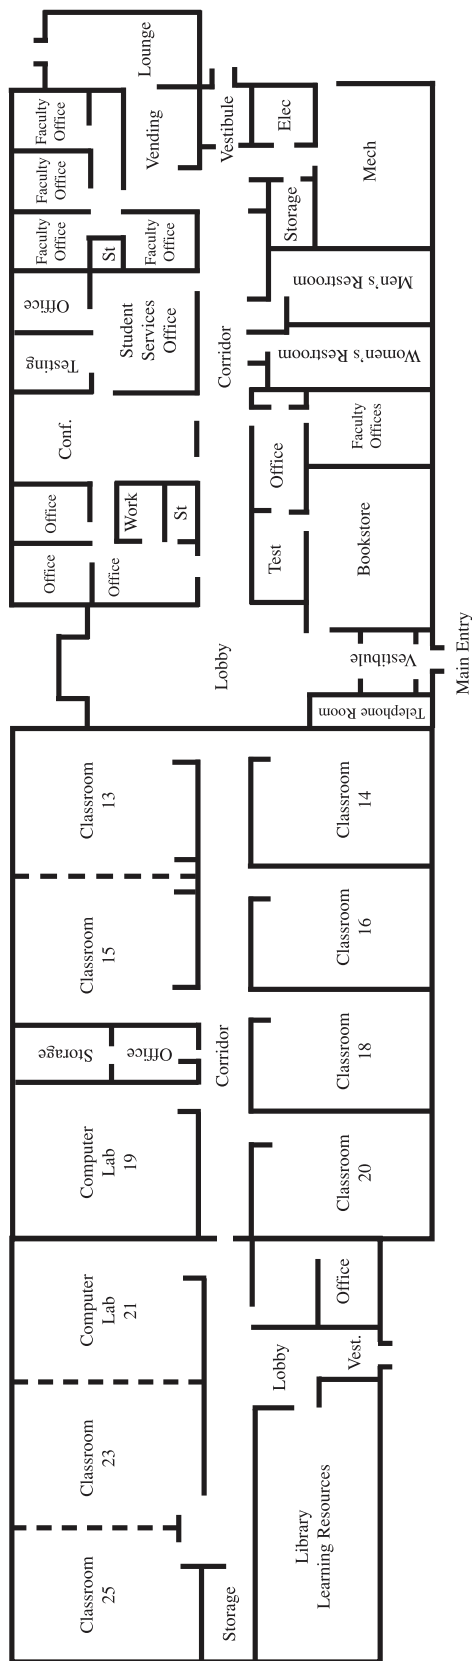 Lounge
Vending
Vestibule
Elec
Mech
Faculty
Office
Faculty
Office
Faculty
Office
St
Faculty
Office
Storage
Men's Restroom
Office
Testing
Student
Services
Office
Corridor
Women's Restroom
Conf.
Office
Faculty
Offices
Office
Work
St
Office
Office
Test
Bookstore
Lobby
Vestibule
Main Entry
Telephone Room
Classroom
13
Classroom
14
Classroom
15
Classroom
16
Storage
Office
Corridor
Classroom
18
Computer
Lab
19
Classroom
20
Computer
Lab
21
Office
Lobby
Vest.
Classroom
23
Library
Learning Resources
Classroom
25
Storage